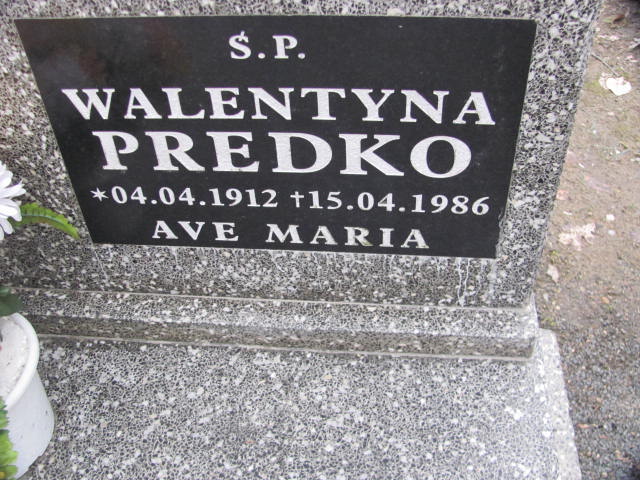 Ś.P.
WALENTYNA
PREDKO
*04.04.1912 †15.04.1986
AVE MARIA